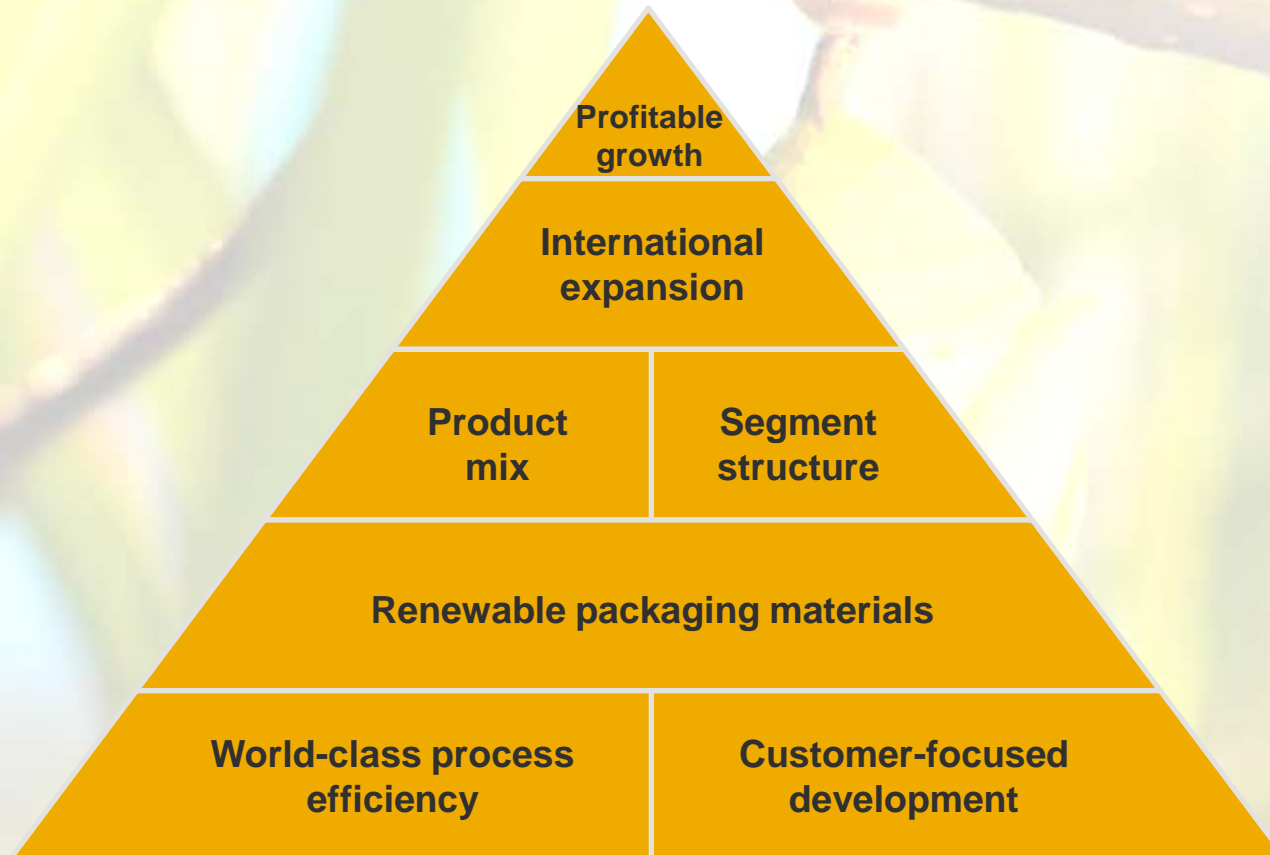 Profitable
growth
International
expansion
Product
mix
Segment
structure
Renewable packaging materials
World-class process
efficiency
Customer-focused
development